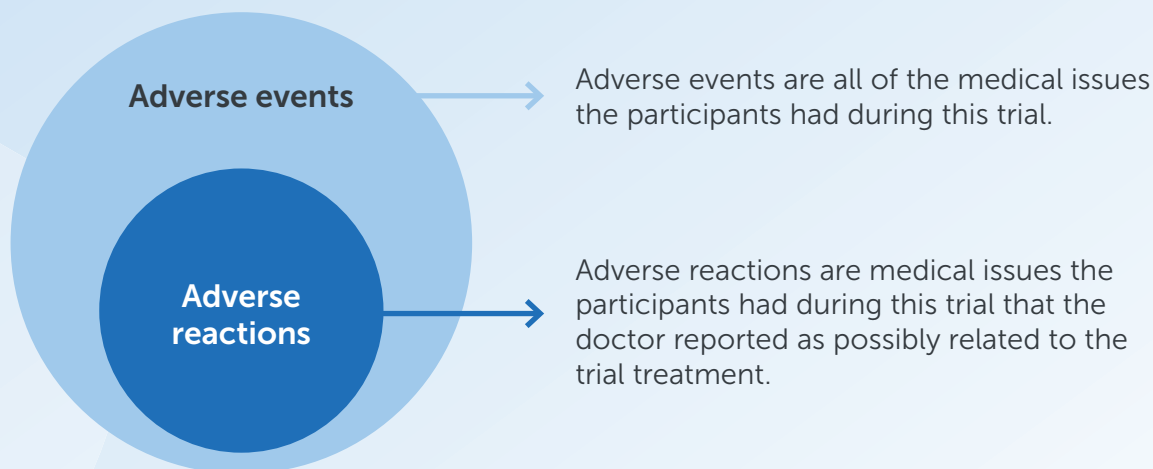 Adverse events
Adverse events are all of the medical issues
the participants had during this trial.
Adverse
reactions
Adverse reactions are medical issues the
participants had during this trial that the
doctor reported as possibly related to the
trial treatment.